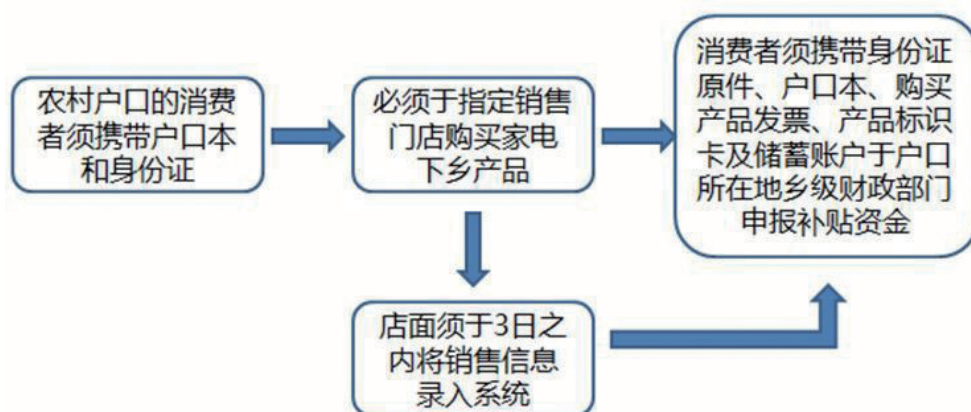 农村户口的消费
者须携带户口本
和身份证
必须于指定销售
门店购买家电
下乡产品
消费者须携带身份证
原件、户口本、购买
产品发票、产品标识
卡及储蓄账户于户口
所在地乡级财政部门
申报补贴资金
店面须于3日之
内将销售信息
录入系统